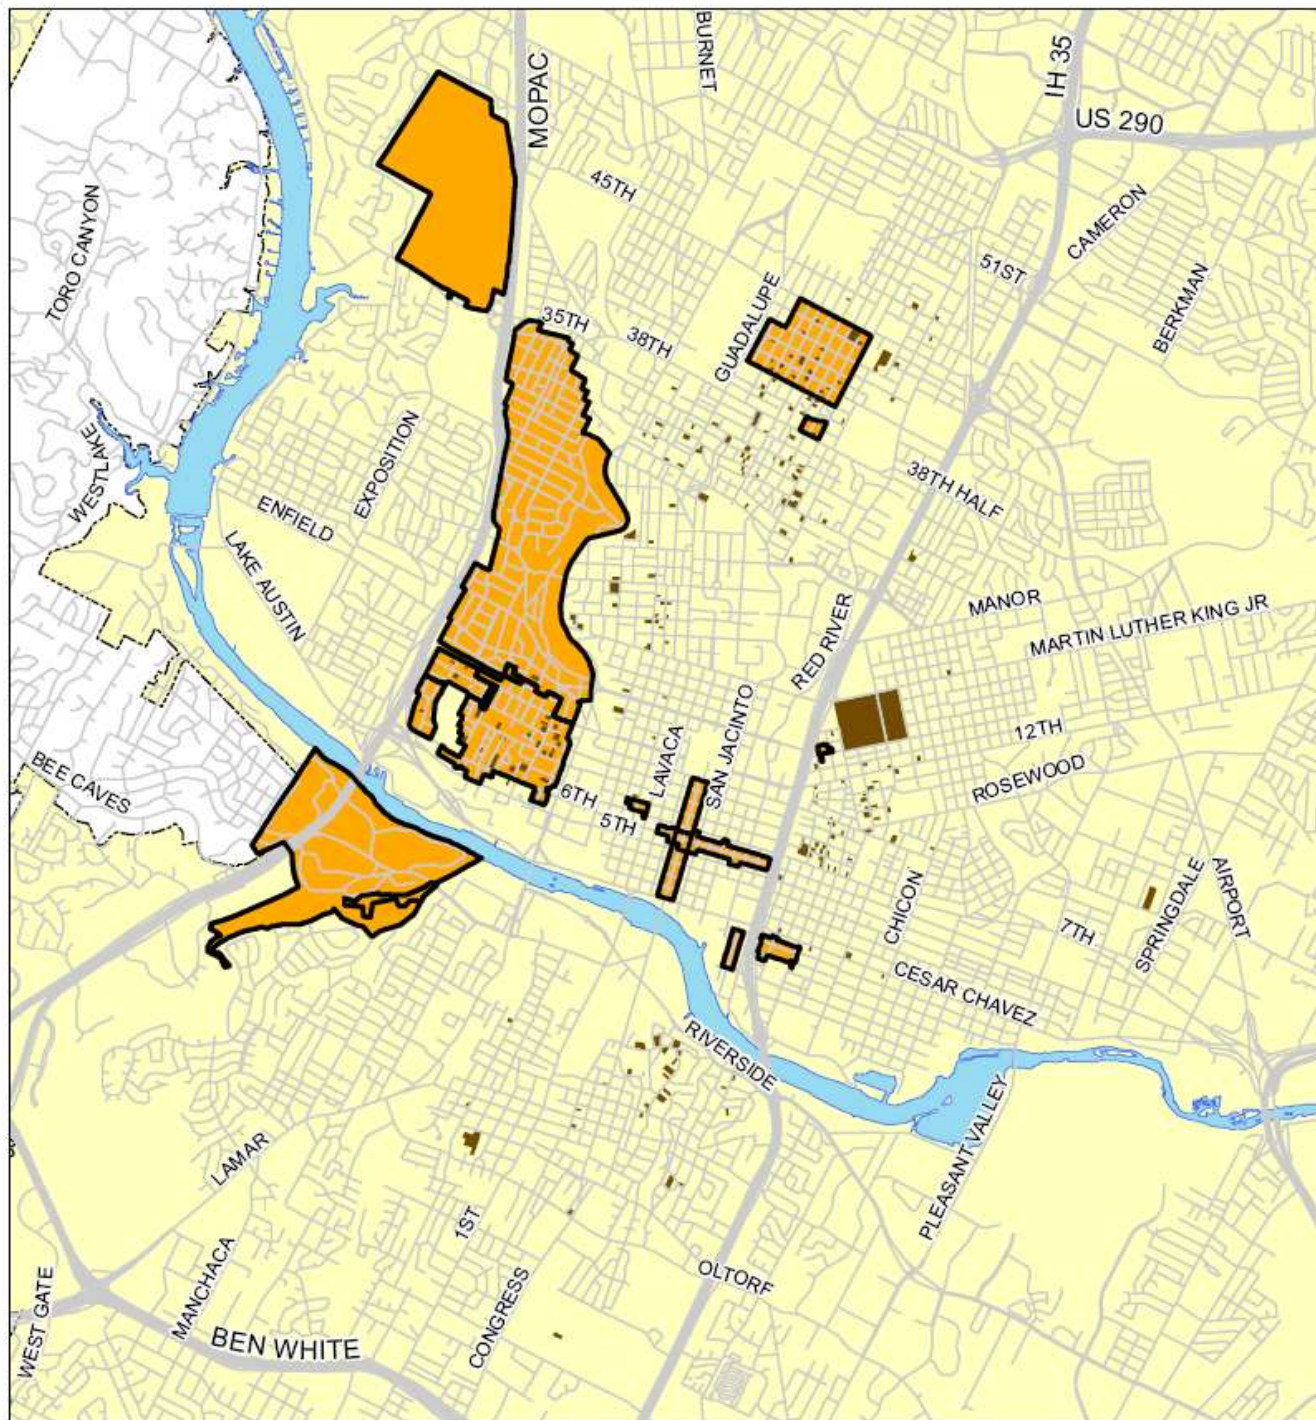 BURNET
MOPAC
IH 35
US 290
45TH
CAMERON
TORO CANYON
51ST
BERKMAN
GUADALUPE
35TH
38TH
EXPOSITION
WESTLAKE
38TH HALF
ENFIELD
LAKE AUSTIN
MANOR
MARTIN LUTHER KING JR
RED RIVER
12TH
SAN JACINTO
LAVACA
ROSEWOOD
BEE CAVES
6TH
5TH
CHICON
SPRINGDALE
AIRPORT
7TH
CESAR CHAVEZ
RIVERSIDE
PLEASANT VALLEY
LAMAR
1ST
MANCHACA
OLTORF
WEST GATE
CONGRESS
BEN WHITE